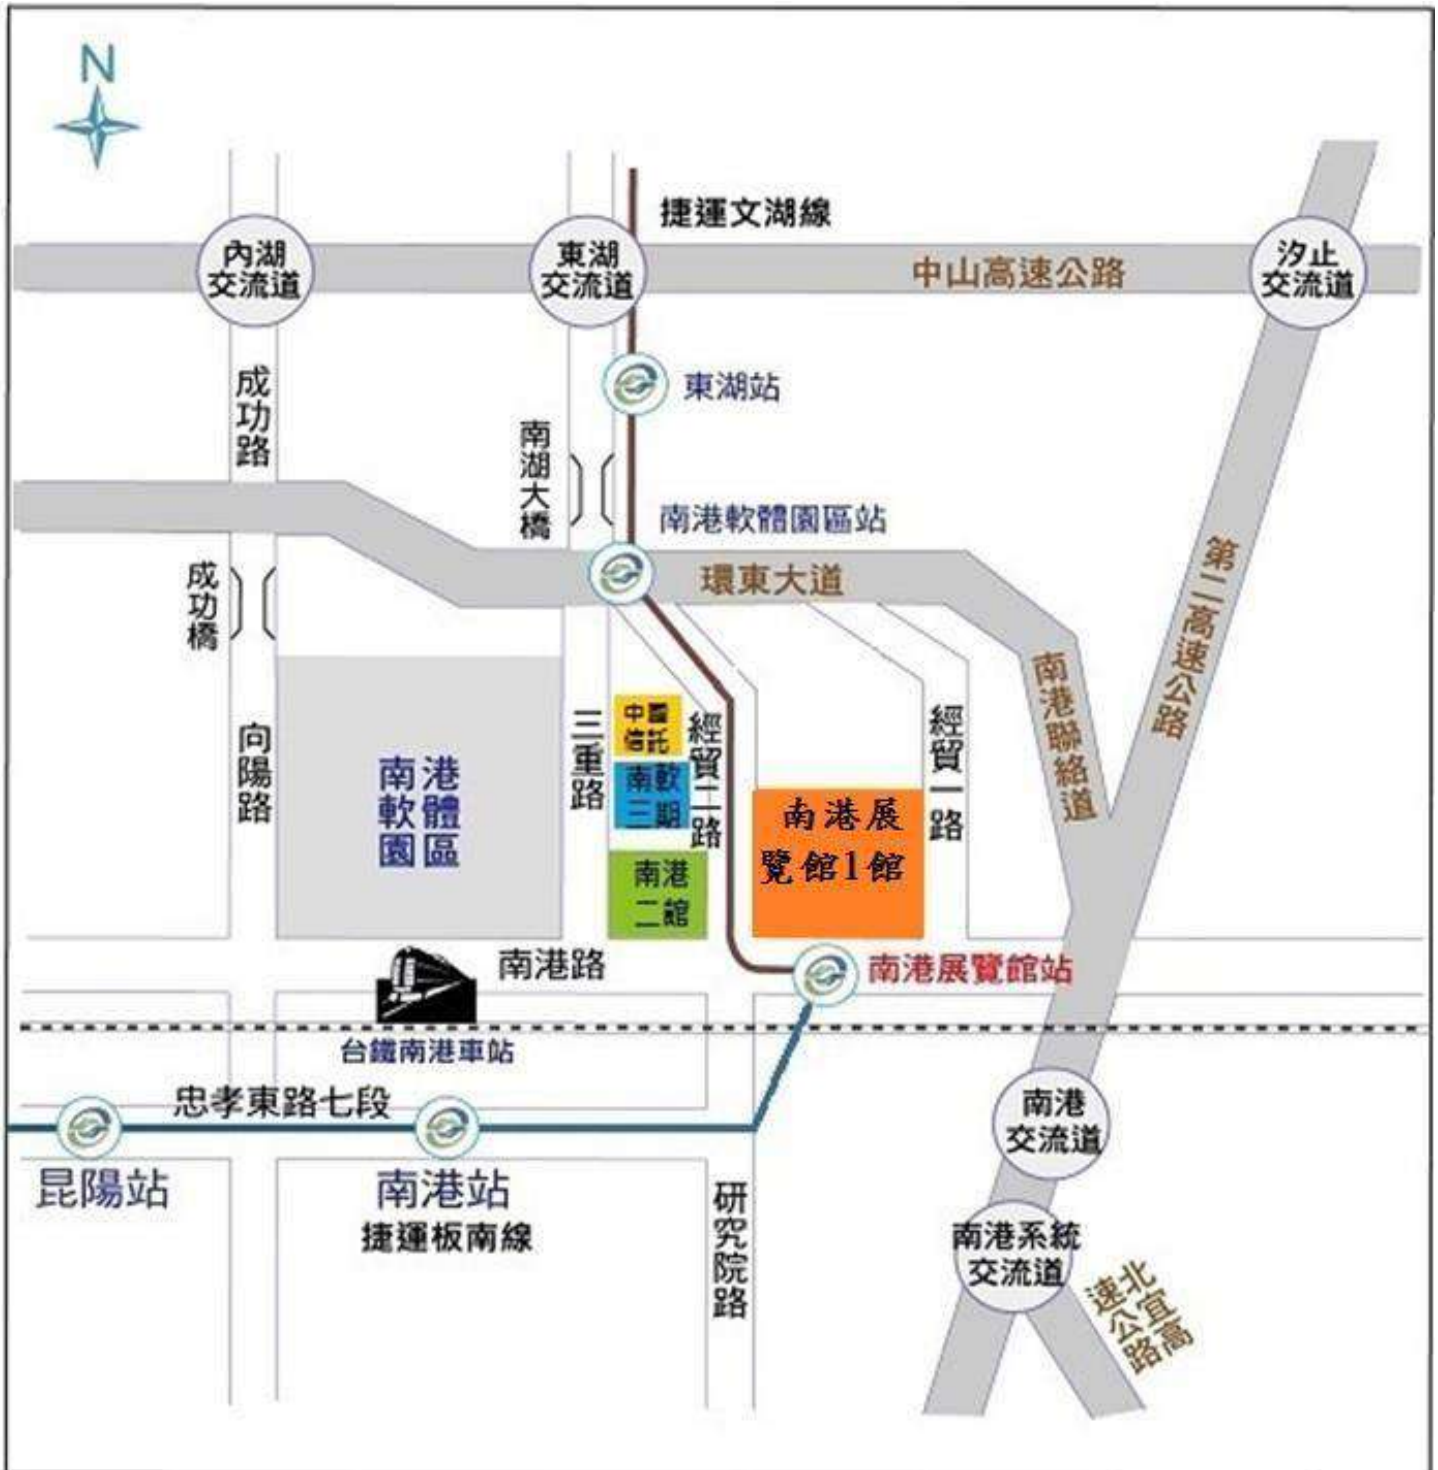 N
捷運文湖線
內湖
交流道
東湖
交流道
中山高速公路
汐止
交流道
成功路
東湖站
南湖大橋
南港軟體園區站
成功橋
環東大道
第二高速公路
南港聯絡道
向陽路
南港
軟體
園區
三重路
中國
信託
南軟
三期
經貿二路
南港
二館
南港展
覽館1館
經貿一路
南港路
南港展覽館站
台鐵南港車站
忠孝東路七段
昆陽站
南港站
捷運板南線
研究院路
南港
交流道
南港系統
交流道
北宜高
速公路